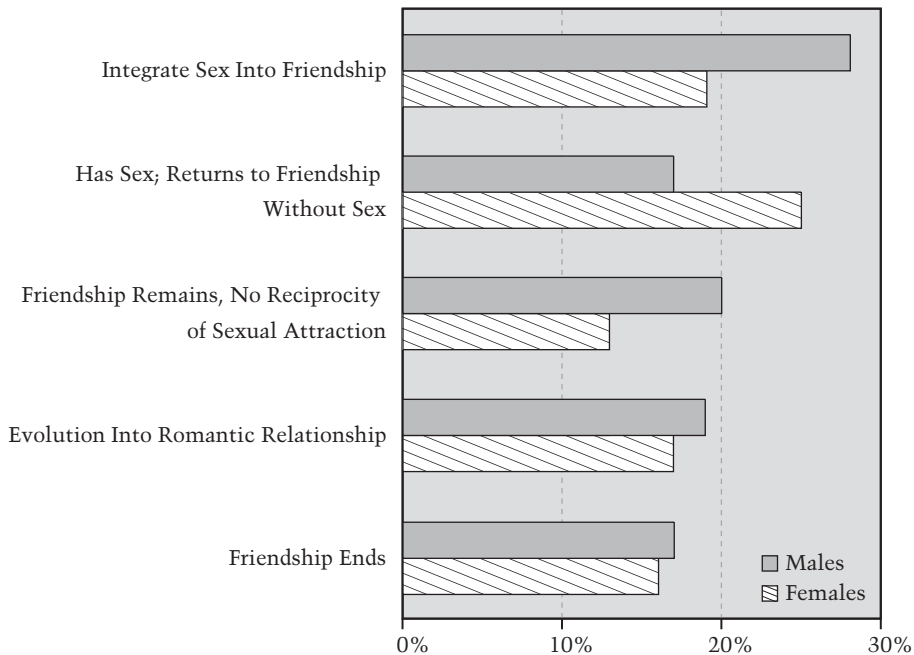 Integrate Sex Into Friendship
Has Sex; Returns to Friendship
Without Sex
Friendship Remains, No Reciprocity
of Sexual Attraction
Evolution Into Romantic Relationship
Friendship Ends
Males
Females
0% 10% 20% 30%